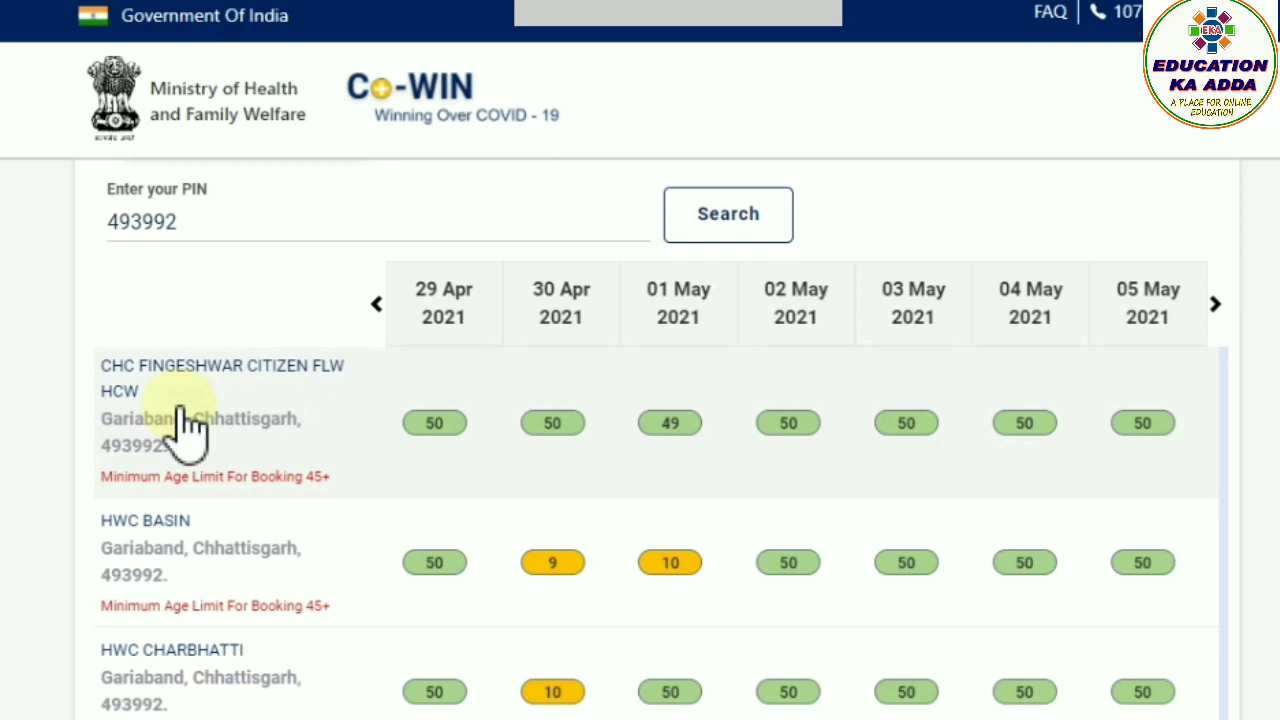 Government Of India
FAQ
107
EKA
EDUCATION
KA ADDA
A PLACE FOR ONLINE
EDUCATION
Ministry of Health
and Family Welfare
CO-WIN
Winning Over COVID - 19
Enter your PIN
493992
Search
29 Apr
2021
30 Apr
2021
01 May
2021
02 May
2021
03 May
2021
04 May
2021
05 May
2021
CHC FINGESHWAR CITIZEN FLW
HCW
Gariaband, Chhattisgarh,
493992.
Minimum Age Limit For Booking 45+
50 50 49 50 50 50 50
HWC BASIN
Gariaband, Chhattisgarh,
493992.
Minimum Age Limit For Booking 45+
50 9 10 50 50 50 50
HWC CHARBHATTI
Gariaband, Chhattisgarh,
493992.
50 10 50 50 50 50 50